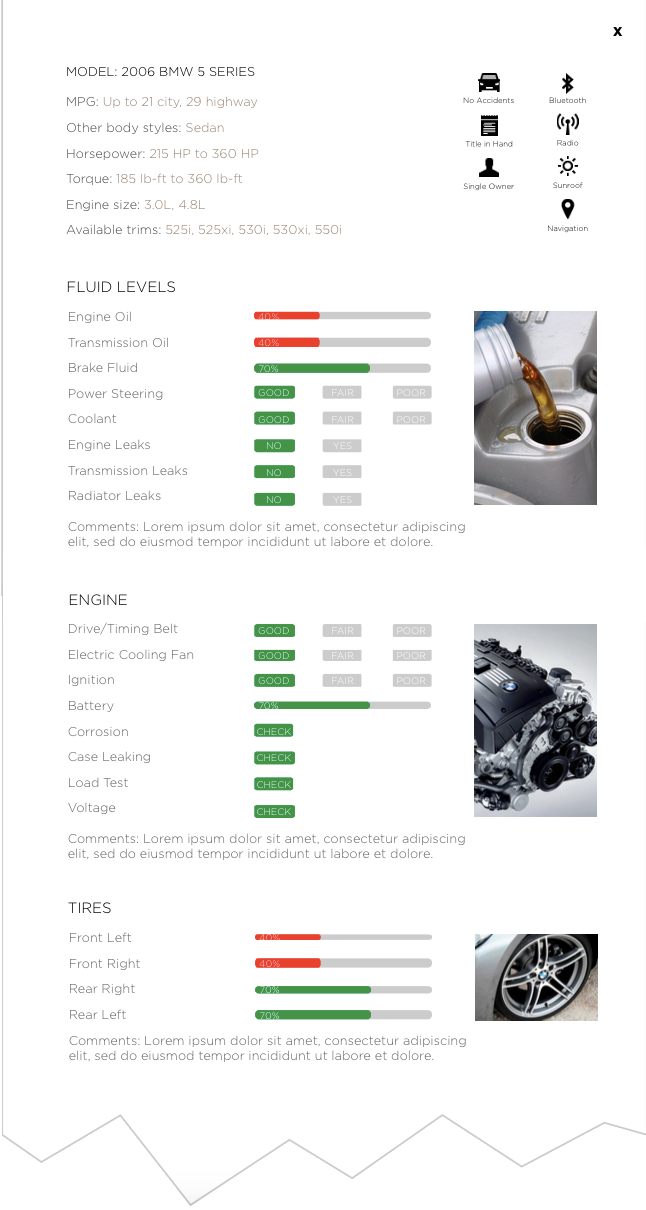 x
MODEL: 2006 BMW 5 SERIES
MPG: Up to 21 city, 29 highway
Other body styles: Sedan
Horsepower: 215 HP to 360 HP
Torque: 185 lb-ft to 360 lb-ft
Engine size: 3.0L, 4.8L
Available trims: 525i, 525xi, 530i, 530xi, 550i
No Accidents
Bluetooth
Title in Hand
Radio
Single Owner
Sunroof
Navigation
FLUID LEVELS
Engine Oil 40%
Transmission Oil 40%
Brake Fluid 70%
Power Steering GOOD FAIR POOR
Coolant GOOD FAIR POOR
Engine Leaks NO YES
Transmission Leaks NO YES
Radiator Leaks NO YES
Comments: Lorem ipsum dolor sit amet, consectetur adipiscing
elit, sed do eiusmod tempor incididunt ut labore et dolore.
ENGINE
Drive/Timing Belt GOOD FAIR POOR
Electric Cooling Fan GOOD FAIR POOR
Ignition GOOD FAIR POOR
Battery 70%
Corrosion CHECK
Case Leaking CHECK
Load Test CHECK
Voltage CHECK
Comments: Lorem ipsum dolor sit amet, consectetur adipiscing
elit, sed do eiusmod tempor incididunt ut labore et dolore.
TIRES
Front Left 40%
Front Right 40%
Rear Right 70%
Rear Left 70%
Comments: Lorem ipsum dolor sit amet, consectetur adipiscing
elit, sed do eiusmod tempor incididunt ut labore et dolore.